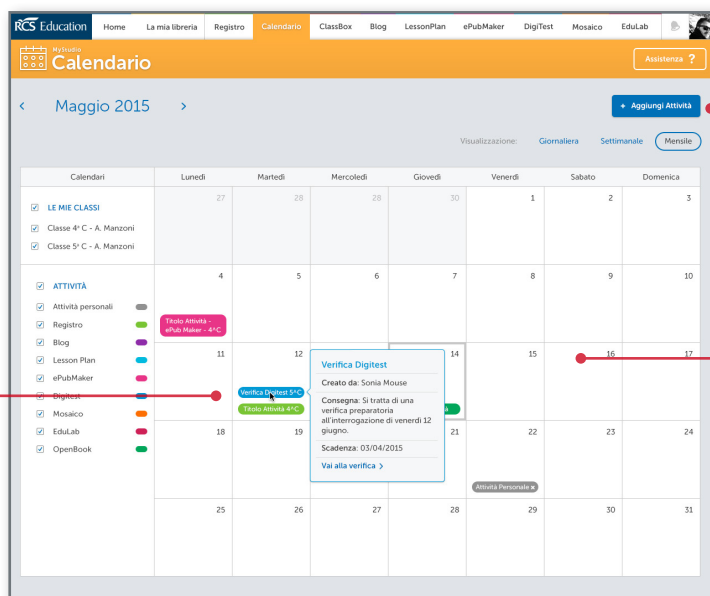 RCS Education Home La mia libreria Registro Calendario ClassBox Blog LessonPlan ePubMaker DigiTest Mosaico EduLab
MyStudio
Calendario
Assistenza ?
< Maggio 2015 >
+ Aggiungi Attività
Visualizzazione: Giornaliera Settimanale Mensile
Calendari Lunedì Martedì Mercoledì Giovedì Venerdì Sabato Domenica
27 28 28 30 1 2 3
LE MIE CLASSI
Classe 4ª C - A. Manzoni
Classe 5ª C - A. Manzoni
4 5 6 7 8 9 10
ATTIVITÀ
Attività personali
Registro
Blog
Lesson Plan
ePubMaker
Digitest
Mosaico
EduLab
OpenBook
Titolo Attività -
ePub Maker - 4^C
11 12 14 15 16 17
Verifica Digitest 5^C
Titolo Attività 4^C
Verifica Digitest
Creato da: Sonia Mouse
Consegna: Si tratta di una
verifica preparatoria
all'interrogazione di venerdì 12
giugno.
Scadenza: 03/04/2015
Vai alla verifica >
18 19 21 22 23 24
Attività Personale x
25 26 27 28 29 30 31